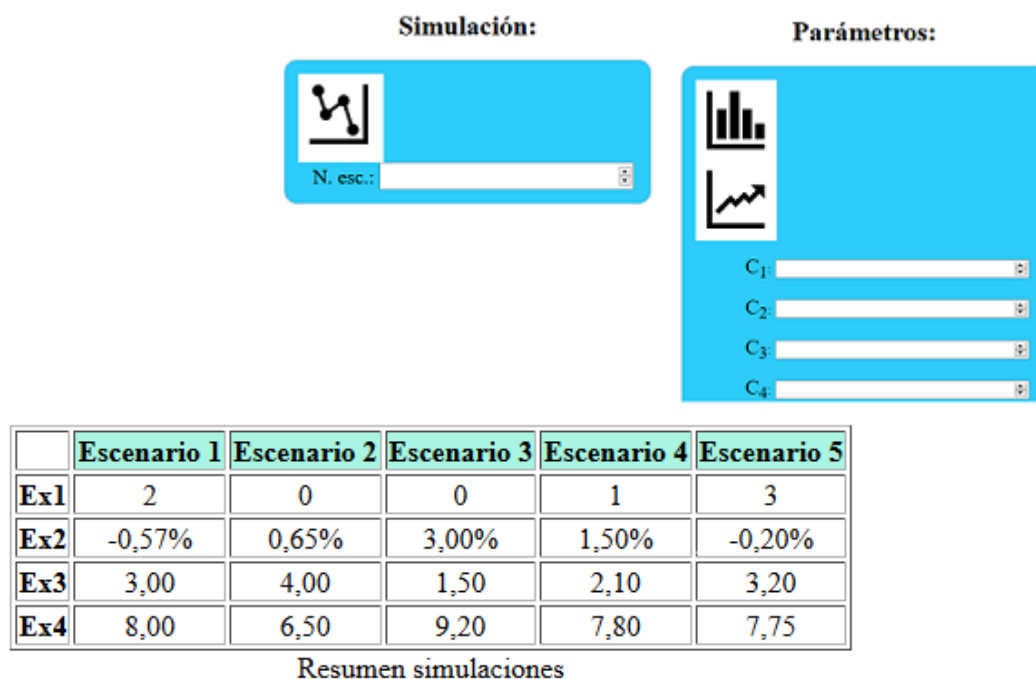 Simulación:
Parámetros:
N. esc.:
C₁:
C₂:
C₃:
C₄:
Escenario 1 Escenario 2 Escenario 3 Escenario 4 Escenario 5
Ex1 2 0 0 1 3
Ex2 -0,57% 0,65% 3,00% 1,50% -0,20%
Ex3 3,00 4,00 1,50 2,10 3,20
Ex4 8,00 6,50 9,20 7,80 7,75
Resumen simulaciones